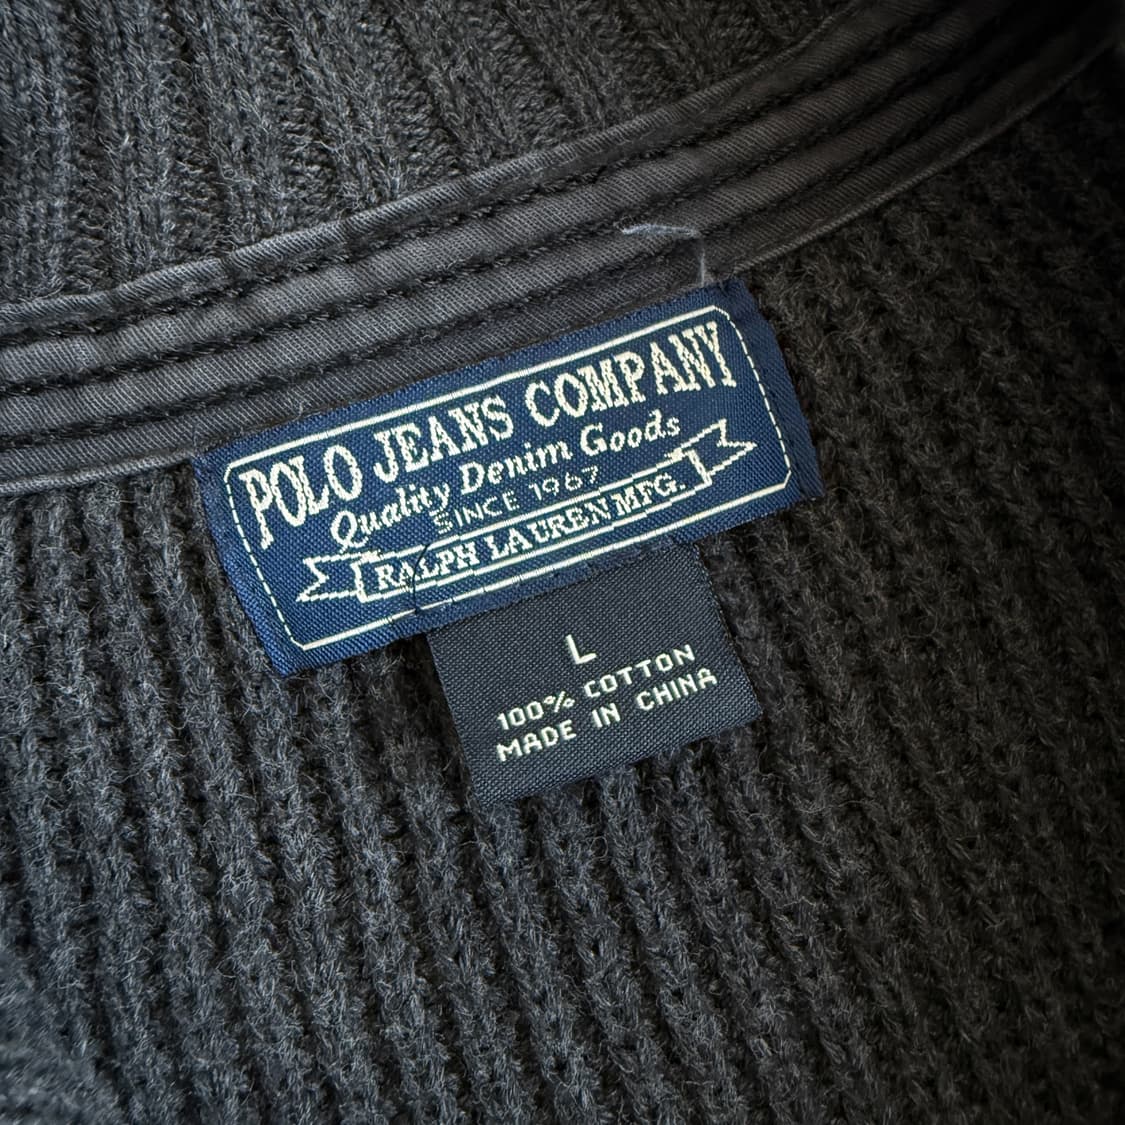 POLO JEANS COMPANY
Quality Denim Goods
SINCE 1967
RALPH LAUREN MFG.
L
100% COTTON
MADE IN CHINA